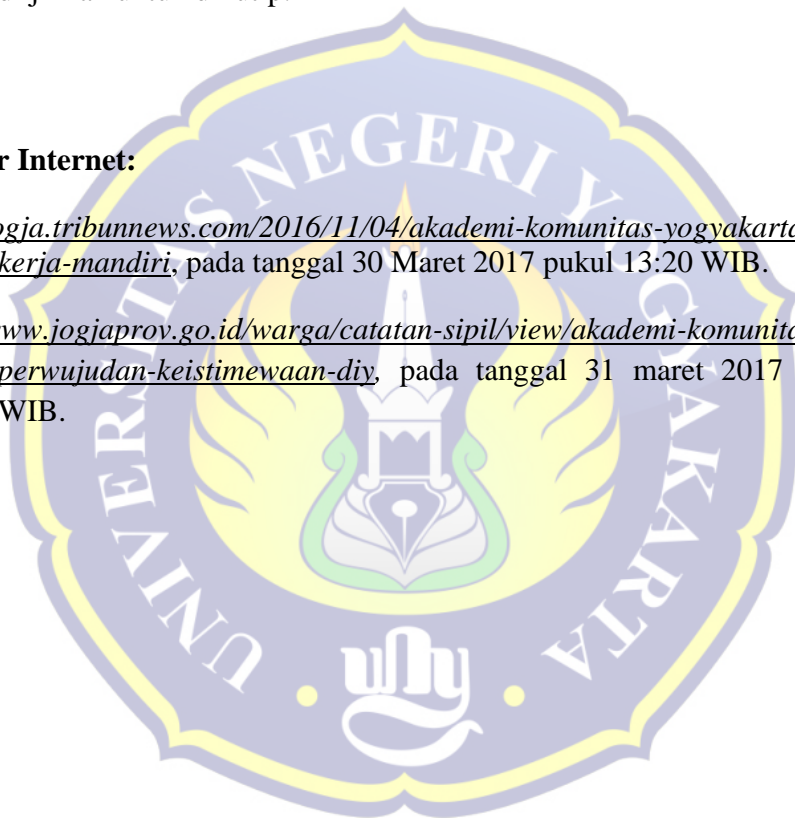 r Internet:
ogja.tribunnews.com/2016/11/04/akademi-komunitas-yogyakarta
kerja-mandiri, pada tanggal 30 Maret 2017 pukul 13:20 WIB.
ww.jogjaprov.go.id/warga/catatan-sipil/view/akademi-komunita
perwujudan-keistimewaan-diy, pada tanggal 31 maret 2017
WIB.
UNIVERSITAS NEGERI YOGYAKARTA
uny